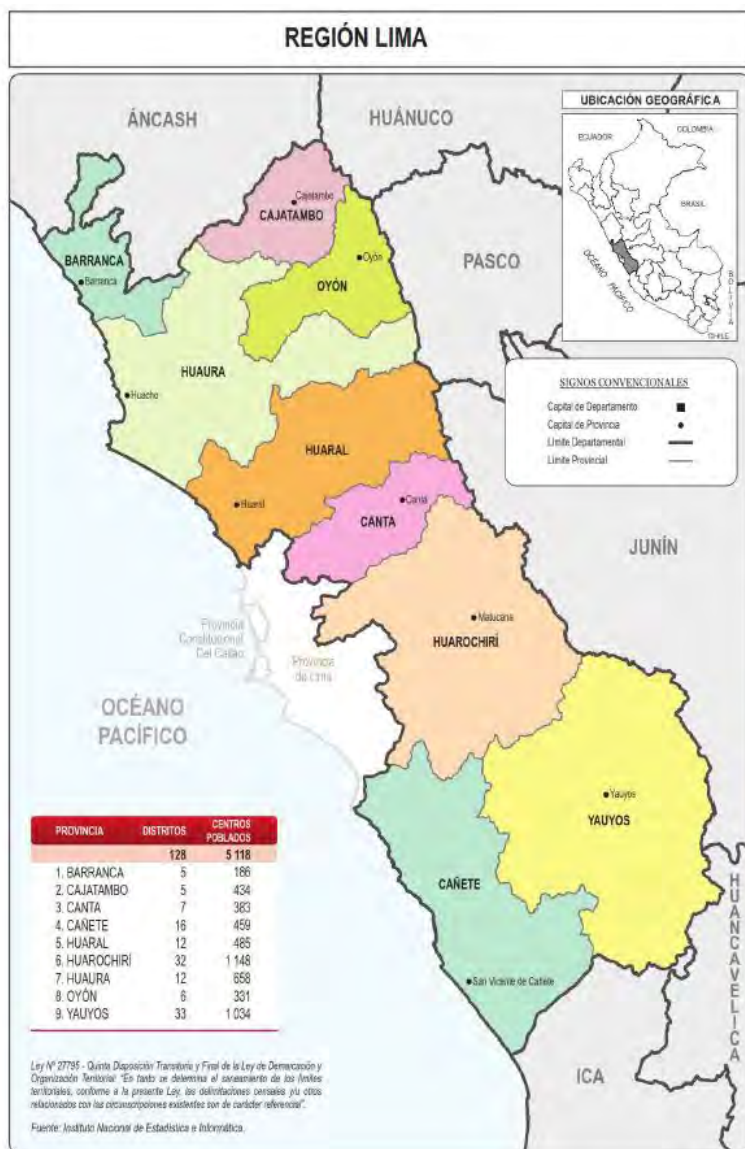 REGIÓN LIMA
UBICACIÓN GEOGRÁFICA
ECUADOR
COLOMBIA
BRASIL
OCÉANO PACÍFICO
BOLIVIA
CHILE
ÁNCASH
HUÁNUCO
Cajatambo
CAJATAMBO
BARRANCA
Barranca
Oyón
OYÓN
PASCO
SIGNOS CONVENCIONALES
Capital de Departamento
Capital de Provincia
Límite Departamental
Límite Provincial
HUAURA
Huacho
HUARAL
Huaral
Canta
CANTA
JUNÍN
Matucana
HUAROCHIRÍ
Provincia
Constitucional
Del Callao
Provincia
de Lima
OCÉANO
PACÍFICO
Yauyos
YAUYOS
CAÑETE
San Vicente de Cañete
HUANCAVELICA
ICA
PROVINCIA DISTRITOS CENTROS POBLADOS
128 5 118
1. BARRANCA 5 186
2. CAJATAMBO 5 434
3. CANTA 7 383
4. CAÑETE 16 459
5. HUARAL 12 485
6. HUAROCHIRÍ 32 1 148
7. HUAURA 12 658
8. OYÓN 6 331
9. YAUYOS 33 1 034
Ley Nº 27795 - Quinta Disposición Transitoria y Final de la Ley de Demarcación y
Organización Territorial: "En tanto se determina el saneamiento de los límites
territoriales, conforme a la presente Ley, las delimitaciones censales y/u otros
relacionados con las circunscripciones existentes son de carácter referencial".
Fuente: Instituto Nacional de Estadística e Informática.